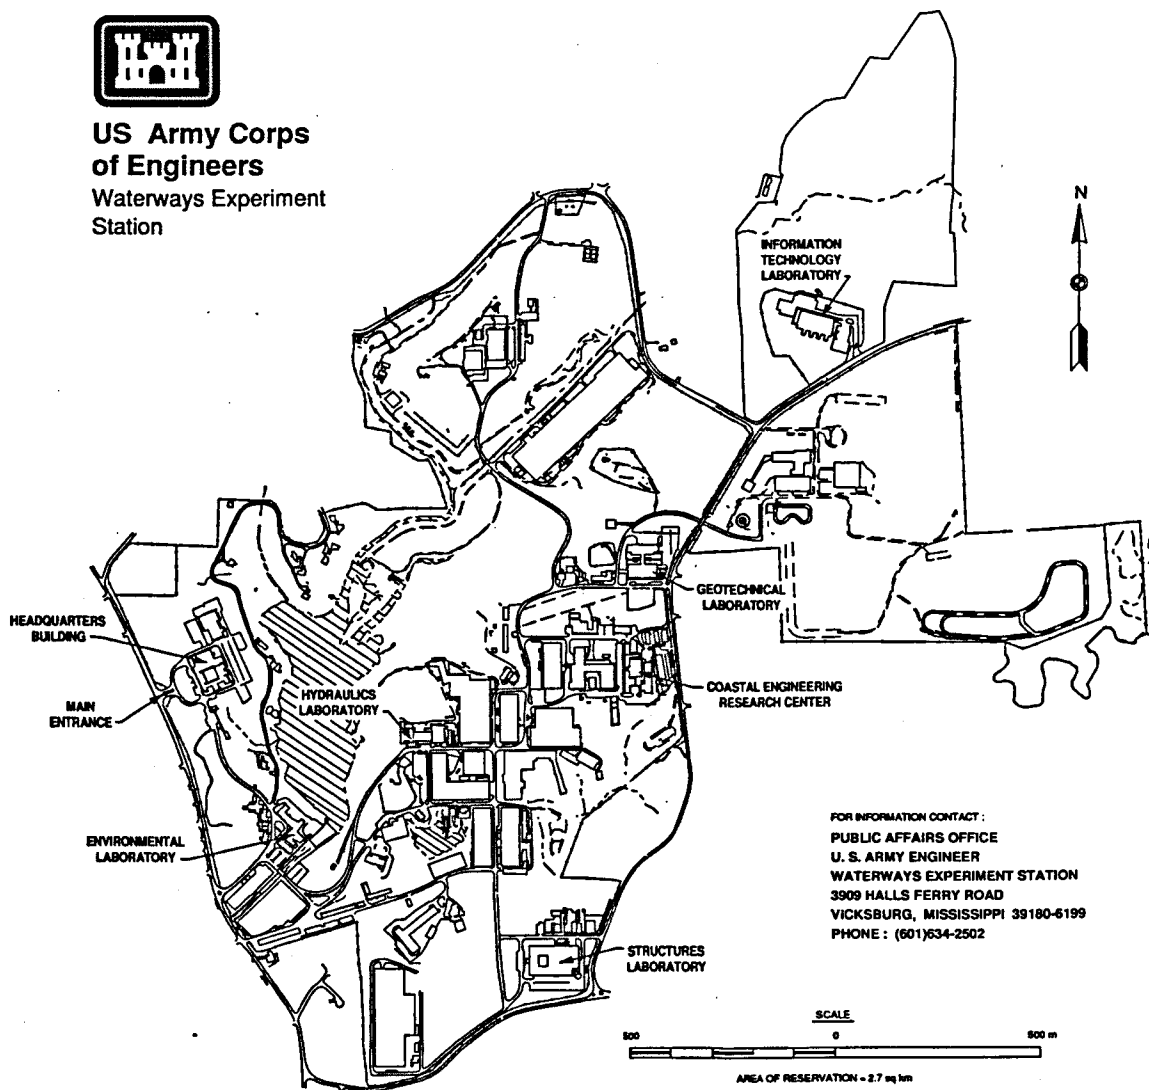 US Army Corps
of Engineers
Waterways Experiment
Station
N
INFORMATION
TECHNOLOGY
LABORATORY
GEOTECHNICAL
LABORATORY
HEADQUARTERS
BUILDING
MAIN
ENTRANCE
HYDRAULICS
LABORATORY
COASTAL ENGINEERING
RESEARCH CENTER
ENVIRONMENTAL
LABORATORY
STRUCTURES
LABORATORY
FOR INFORMATION CONTACT :
PUBLIC AFFAIRS OFFICE
U. S. ARMY ENGINEER
WATERWAYS EXPERIMENT STATION
3909 HALLS FERRY ROAD
VICKSBURG, MISSISSIPPI 39180-6199
PHONE : (601)634-2502
SCALE
500 0 500 m
AREA OF RESERVATION = 2.7 sq km